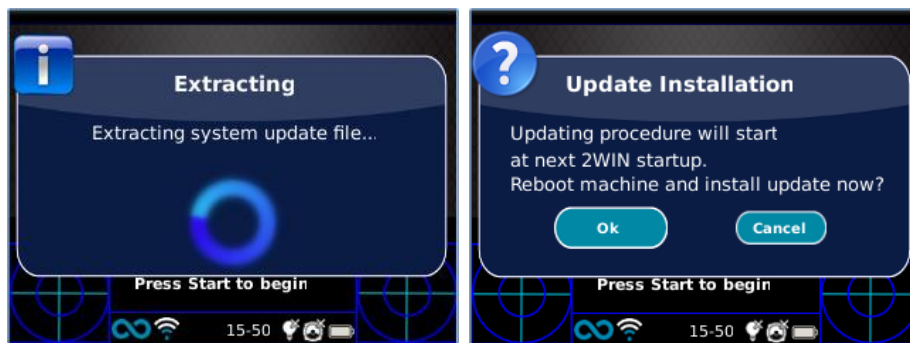 Extracting
Extracting system update file...
Press Start to begin
15-50
Update Installation
Updating procedure will start
at next 2WIN startup.
Reboot machine and install update now?
Ok
Cancel
Press Start to begin
15-50